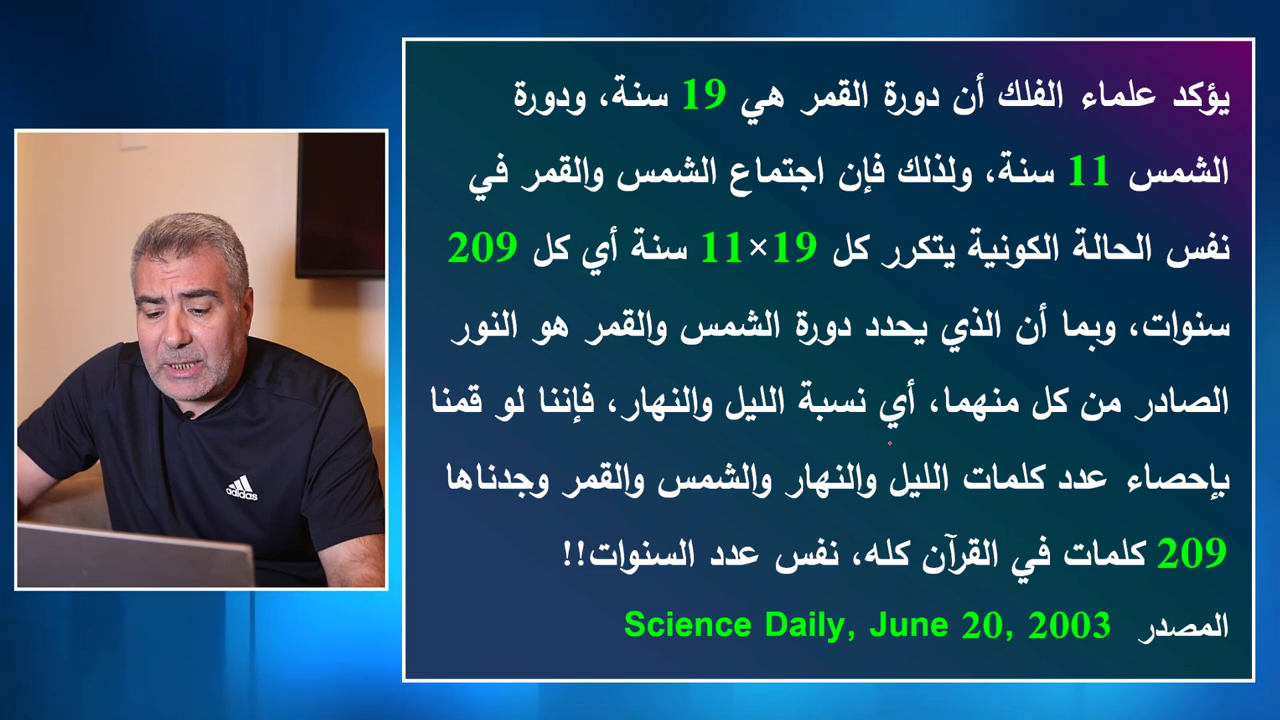 يؤكد علماء الفلك أن دورة القمر هي 19 سنة، ودورة
الشمس 11 سنة، ولذلك فإن اجتماع الشمس والقمر في
نفس الحالة الكونية يتكرر كل 19×11 سنة أي كل 209
سنوات، وبما أن الذي يحدد دورة الشمس والقمر هو النور
الصادر من كل منهما، أي نسبة الليل والنهار، فإننا لو قمنا
بإحصاء عدد كلمات الليل والنهار والشمس والقمر وجدناها
209 كلمات في القرآن كله، نفس عدد السنوات!!
المصدر Science Daily, June 20, 2003
adidas